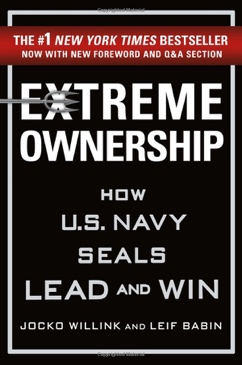 THE #1 NEW YORK TIMES BESTSELLER
NOW WITH NEW FOREWORD AND Q&A SECTION
EXTREME
OWNERSHIP
HOW
U.S. NAVY
SEALS
LEAD AND WIN
JOCKO WILLINK AND LEIF BABIN